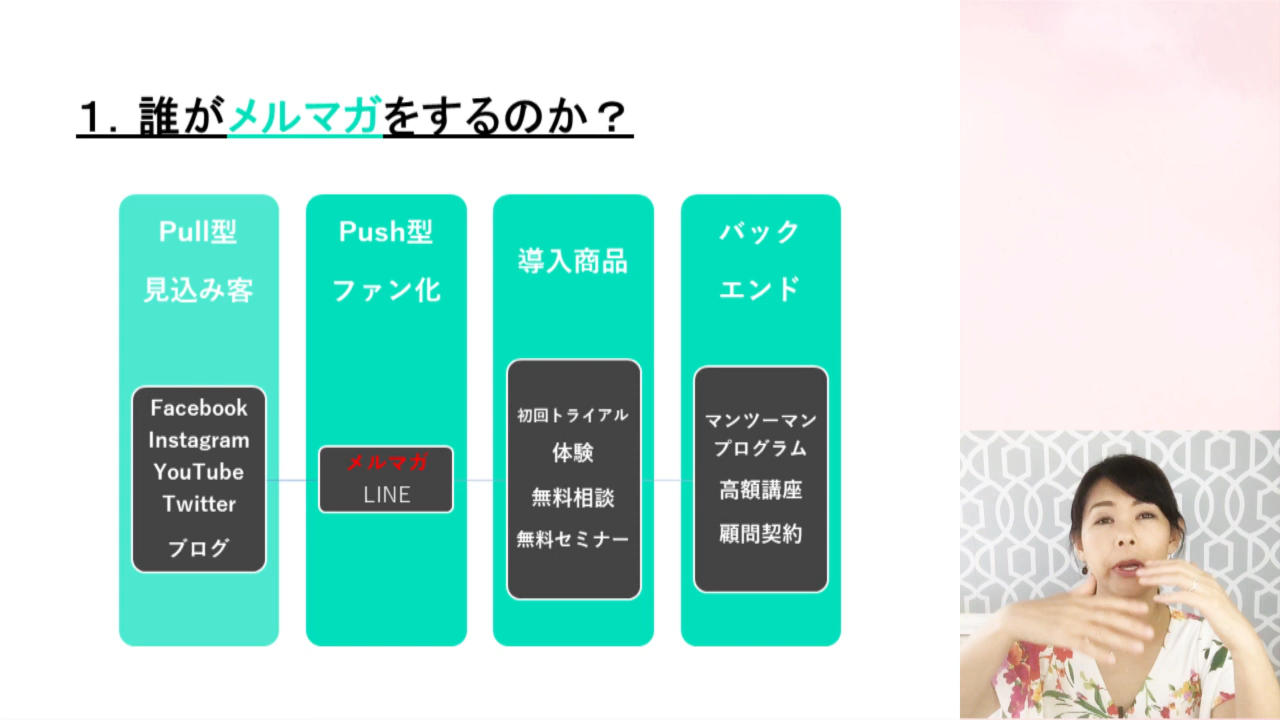 １．誰がメルマガをするのか？
Pull型
見込み客
Facebook
Instagram
YouTube
Twitter
ブログ
Push型
ファン化
メルマガ
LINE
導入商品
初回トライアル
体験
無料相談
無料セミナー
バック
エンド
マンツーマン
プログラム
高額講座
顧問契約